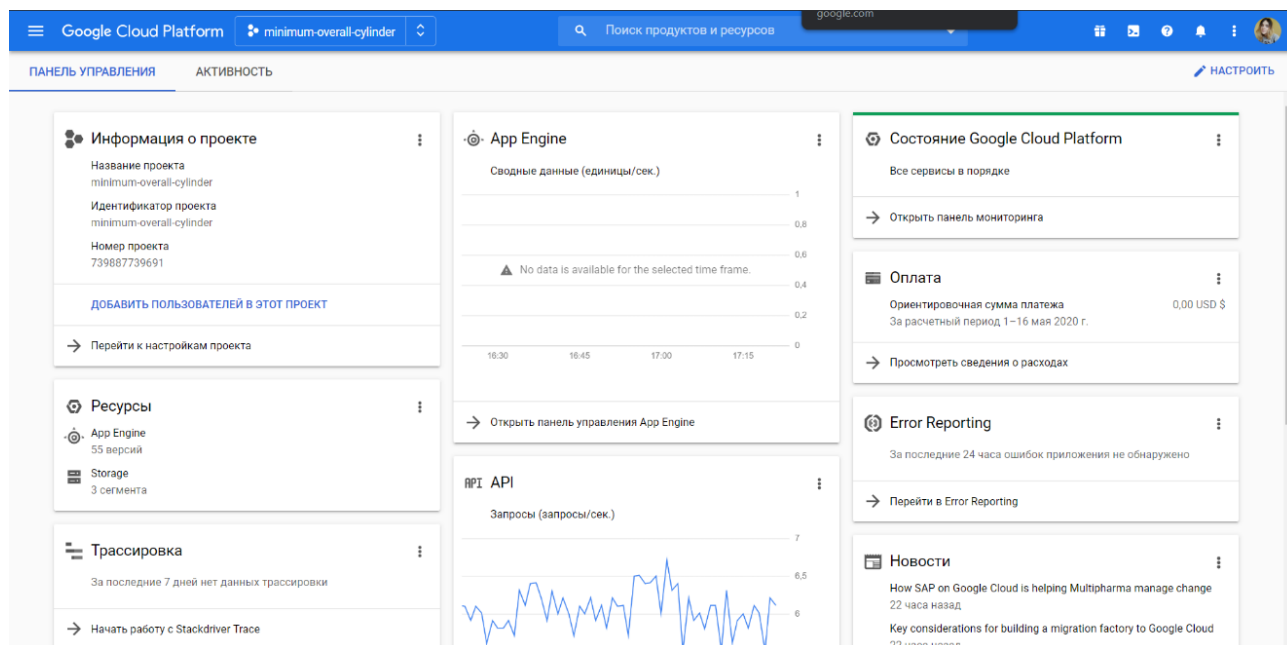 google.com
Google Cloud Platform
minimum-overall-cylinder
Поиск продуктов и ресурсов
ПАНЕЛЬ УПРАВЛЕНИЯ
АКТИВНОСТЬ
НАСТРОИТЬ
Информация о проекте
Название проекта
minimum-overall-cylinder
Идентификатор проекта
minimum-overall-cylinder
Номер проекта
739887739691
ДОБАВИТЬ ПОЛЬЗОВАТЕЛЕЙ В ЭТОТ ПРОЕКТ
Перейти к настройкам проекта
Ресурсы
App Engine
55 версий
Storage
3 сегмента
Трассировка
За последние 7 дней нет данных трассировки
Начать работу с Stackdriver Trace
App Engine
Сводные данные (единицы/сек.)
1
0,8
0,6
No data is available for the selected time frame.
0,4
0,2
0
16:30
16:45
17:00
17:15
Открыть панель управления App Engine
API API
Запросы (запросы/сек.)
7
6,5
6
Состояние Google Cloud Platform
Все сервисы в порядке
Открыть панель мониторинга
Оплата
Ориентировочная сумма платежа
0,00 USD $
За расчетный период 1–16 мая 2020 г.
Просмотреть сведения о расходах
Error Reporting
За последние 24 часа ошибок приложения не обнаружено
Перейти в Error Reporting
Новости
How SAP on Google Cloud is helping Multipharma manage change
22 часа назад
Key considerations for building a migration factory to Google Cloud
22 часа назад